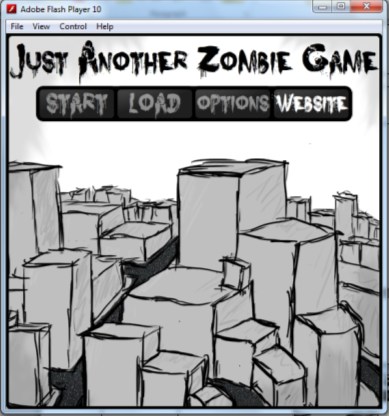 Adobe Flash Player 10
File View Control Help
Just Another Zombie Game
START LOAD OPTIONS WEBSITE